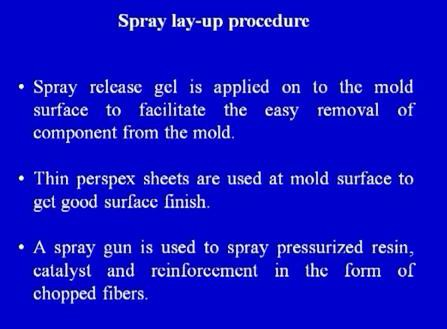 Spray lay-up procedure
• Spray release gel is applied on to the mold
surface to facilitate the easy removal of
component from the mold.
• Thin perspex sheets are used at mold surface to
get good surface finish.
• A spray gun is used to spray pressurized resin,
catalyst and reinforcement in the form of
chopped fibers.